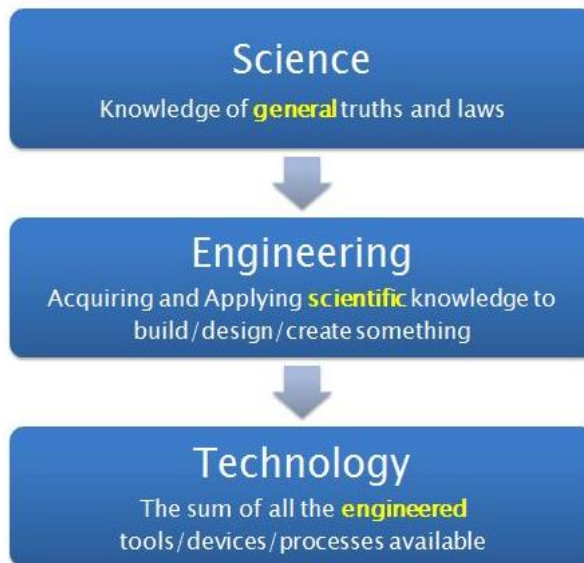 Science
Knowledge of general truths and laws
Engineering
Acquiring and Applying scientific knowledge to
build/design/create something
Technology
The sum of all the engineered
tools/devices/processes available